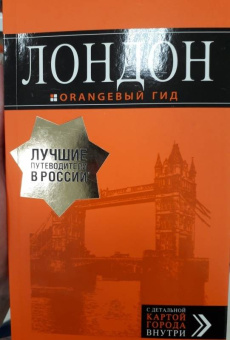 ЛОНДОН
ORANGEВЫЙ ГИД
ЛУЧШИЕ
ПУТЕВОДИТЕЛИ
В РОССИИ
С ДЕТАЛЬНОЙ
КАРТОЙ
ГОРОДА
ВНУТРИ